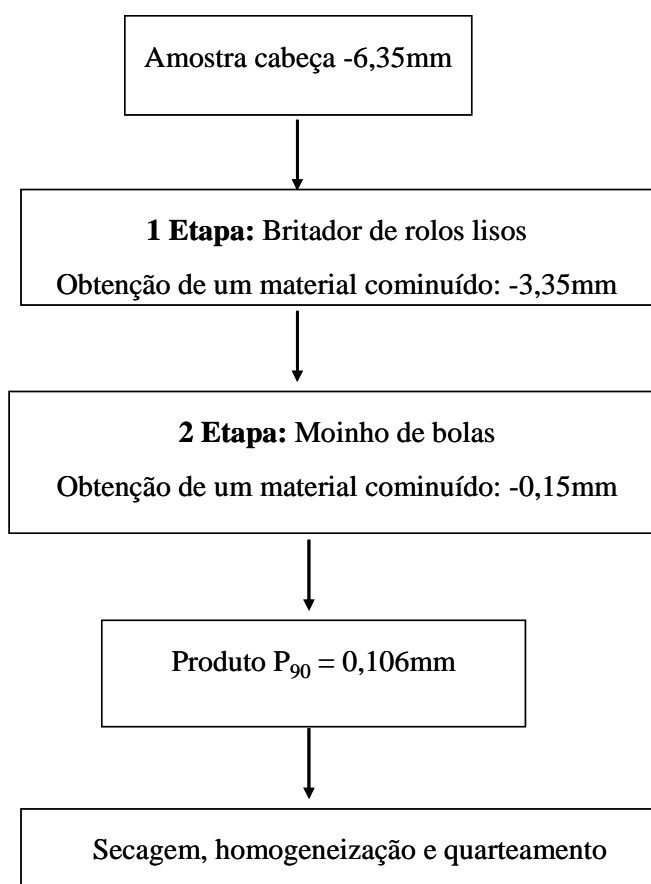 Amostra cabeça -6,35mm
1 Etapa: Britador de rolos lisos
Obtenção de um material cominuído: -3,35mm
2 Etapa: Moinho de bolas
Obtenção de um material cominuído: -0,15mm
Produto P90 = 0,106mm
Secagem, homogeneização e quarteamento